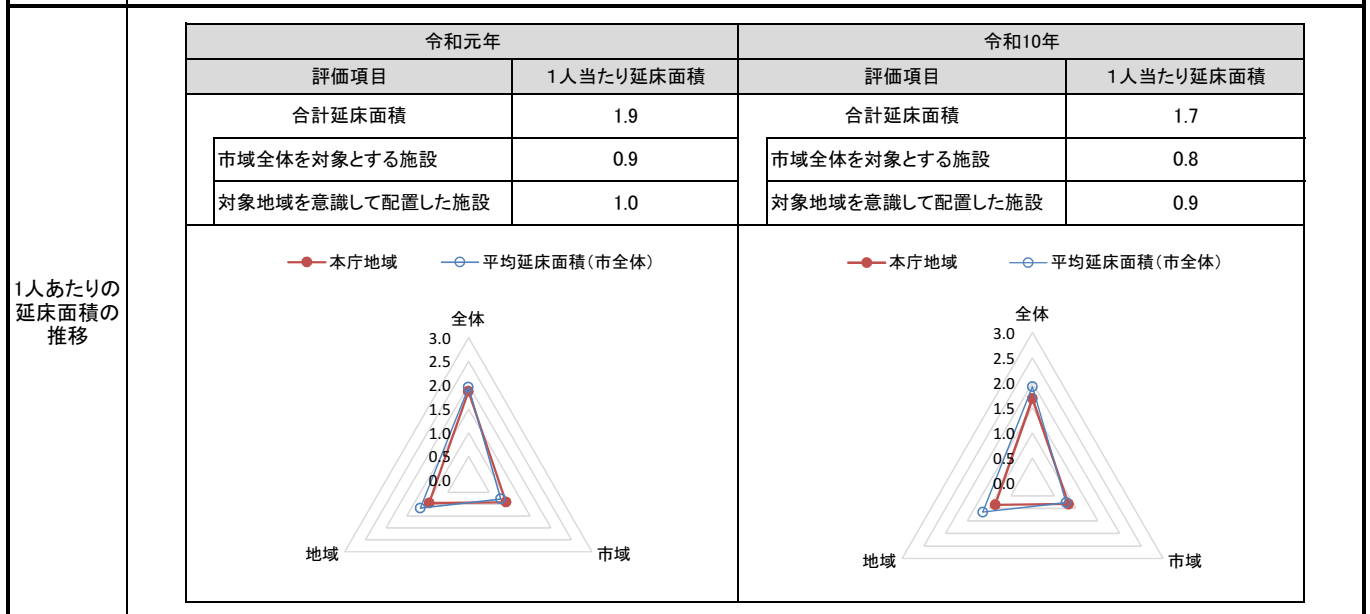 1人あたりの
延床面積の
推移
令和元年 令和10年
評価項目 1人当たり延床面積 評価項目 1人当たり延床面積
合計延床面積 1.9 合計延床面積 1.7
市域全体を対象とする施設 0.9 市域全体を対象とする施設 0.8
対象地域を意識して配置した施設 1.0 対象地域を意識して配置した施設 0.9
本庁地域 平均延床面積(市全体)
全体
3.0
2.5
2.0
1.5
1.0
0.5
0.0
地域 市域
本庁地域 平均延床面積(市全体)
全体
3.0
2.5
2.0
1.5
1.0
0.5
0.0
地域 市域